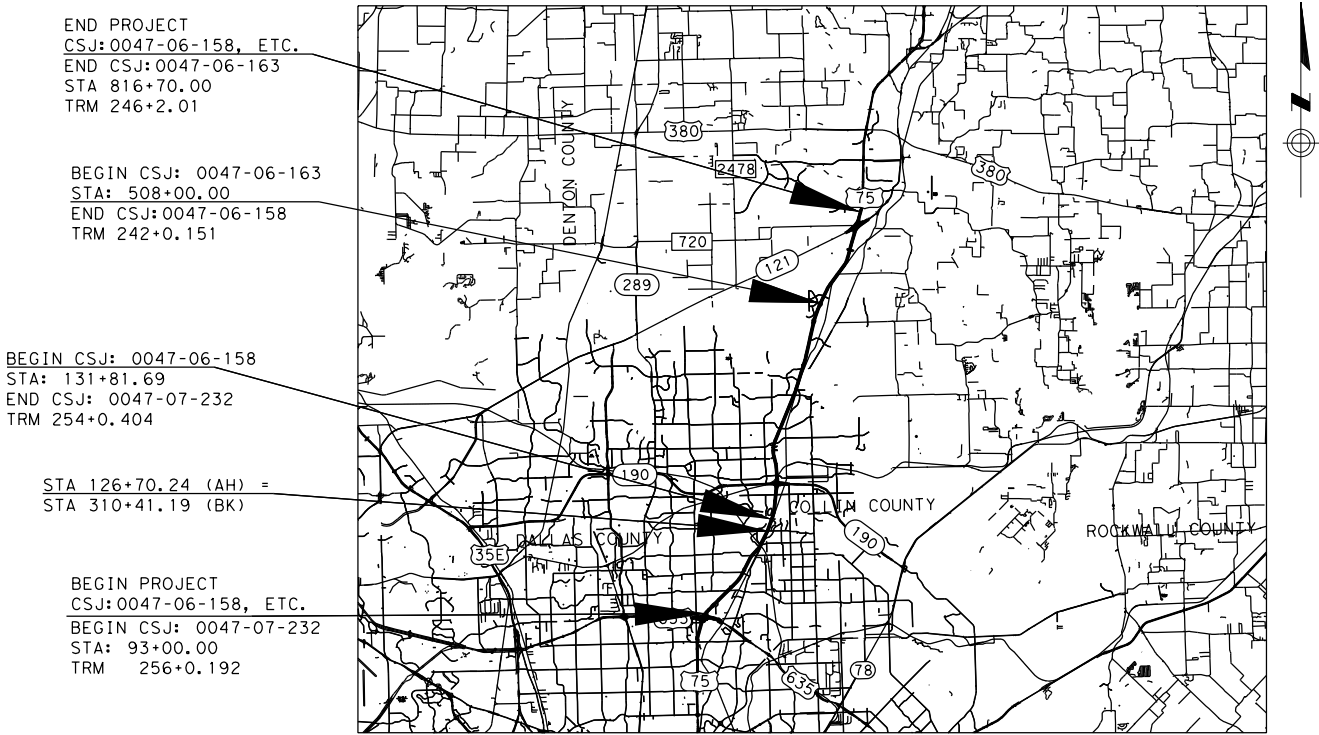 END PROJECT
CSJ:0047-06-158, ETC.
END CSJ:0047-06-163
STA 816+70.00
TRM 246+2.01
BEGIN CSJ: 0047-06-163
STA: 508+00.00
END CSJ:0047-06-158
TRM 242+0.151
BEGIN CSJ: 0047-06-158
STA: 131+81.69
END CSJ: 0047-07-232
TRM 254+0.404
STA 126+70.24 (AH) =
STA 310+41.19 (BK)
BEGIN PROJECT
CSJ:0047-06-158, ETC.
BEGIN CSJ: 0047-07-232
STA: 93+00.00
TRM 256+0.192
DENTON COUNTY
380
2478
380
75
720
121
289
190
COLLIN COUNTY
DALLAS COUNTY
190
ROCKWALL COUNTY
35E
635
75
635
78
N